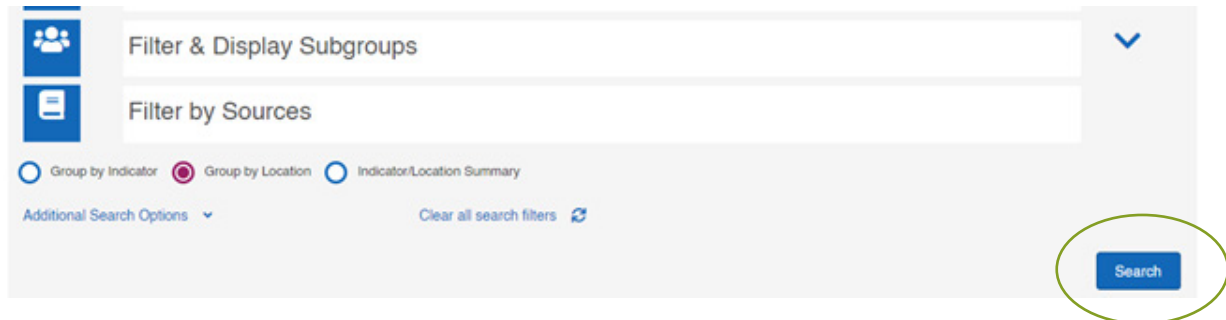 Filter & Display Subgroups
Filter by Sources
Group by Indicator Group by Location Indicator/Location Summary
Additional Search Options Clear all search filters
Search